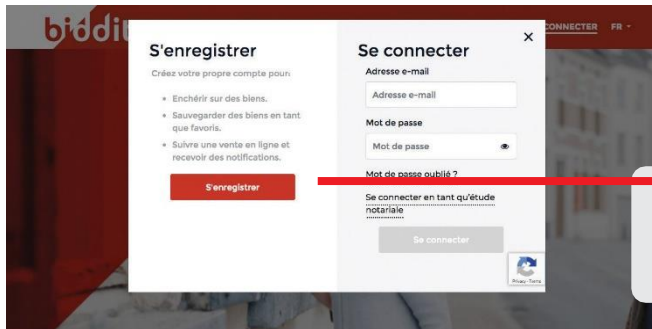 biddit
CONNECTER FR
S'enregistrer
Créez votre propre compte pour:
• Enchérir sur des biens.
• Sauvegarder des biens en tant
que favoris.
• Suivre une vente en ligne et
recevoir des notifications.
S'enregistrer
Se connecter
Adresse e-mail
Adresse e-mail
Mot de passe
Mot de passe
Mot de passe oublié ?
Se connecter en tant qu'étude
notariale
Se connecter
Privacy - Terms